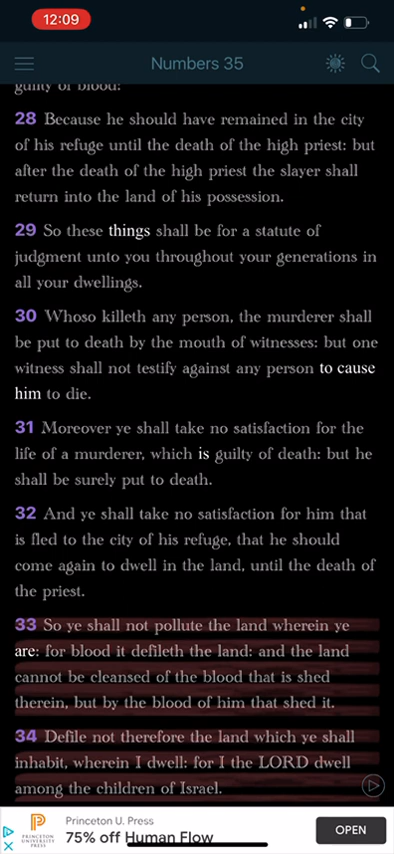 12:09
Numbers 35
guilty of blood:
28 Because he should have remained in the city
of his refuge until the death of the high priest: but
after the death of the high priest the slayer shall
return into the land of his possession.
29 So these things shall be for a statute of
judgment unto you throughout your generations in
all your dwellings.
30 Whoso killeth any person, the murderer shall
be put to death by the mouth of witnesses: but one
witness shall not testify against any person to cause
him to die.
31 Moreover ye shall take no satisfaction for the
life of a murderer, which is guilty of death: but he
shall be surely put to death.
32 And ye shall take no satisfaction for him that
is fled to the city of his refuge, that he should
come again to dwell in the land, until the death of
the priest.
33 So ye shall not pollute the land wherein ye
are: for blood it defileth the land: and the land
cannot be cleansed of the blood that is shed
therein, but by the blood of him that shed it.
34 Defile not therefore the land which ye shall
inhabit, wherein I dwell: for I the LORD dwell
among the children of Israel.
PRINCETON
UNIVERSITY
PRESS
Princeton U. Press
75% off Human Flow
OPEN